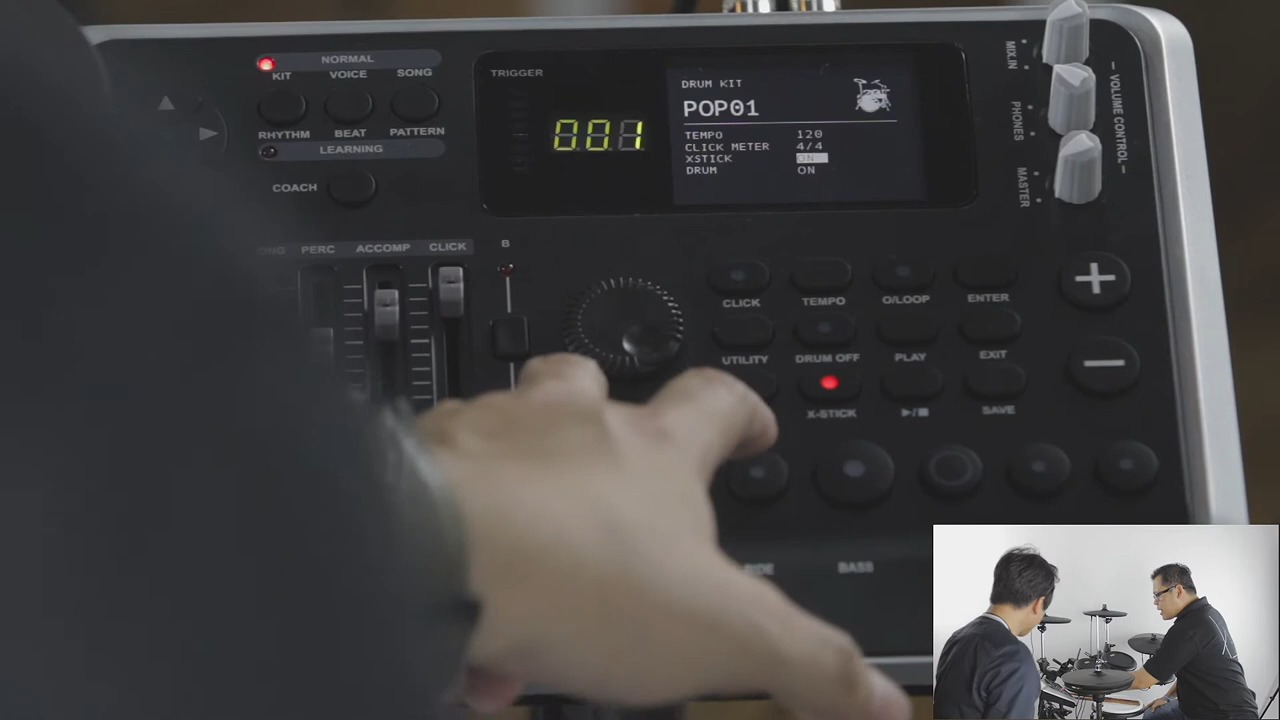 NORMAL
KIT VOICE SONG
RHYTHM BEAT PATTERN
LEARNING
COACH
TRIGGER
001
DRUM KIT
POP01
TEMPO 120
CLICK METER 4/4
XSTICK ON
DRUM ON
MIX.IN
PHONES
MASTER
– VOLUME CONTROL –
PERC ACCOMP CLICK
B
CLICK TEMPO O/LOOP ENTER
UTILITY DRUM OFF PLAY EXIT
X-STICK ▶/■ SAVE
+
−
BASS